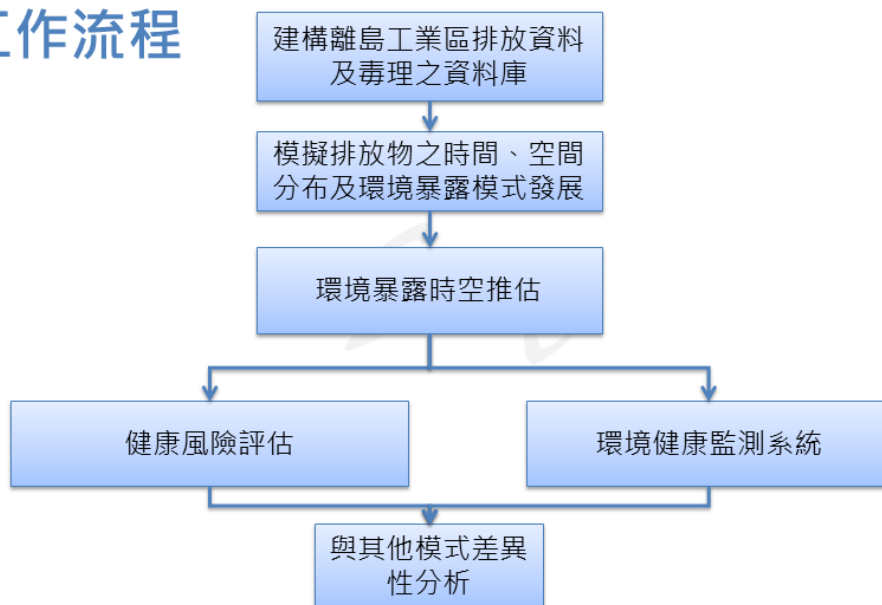 工作流程
建構離島工業區排放資料
及毒理之資料庫
模擬排放物之時間、空間
分布及環境暴露模式發展
環境暴露時空推估
健康風險評估
環境健康監測系統
與其他模式差異
性分析